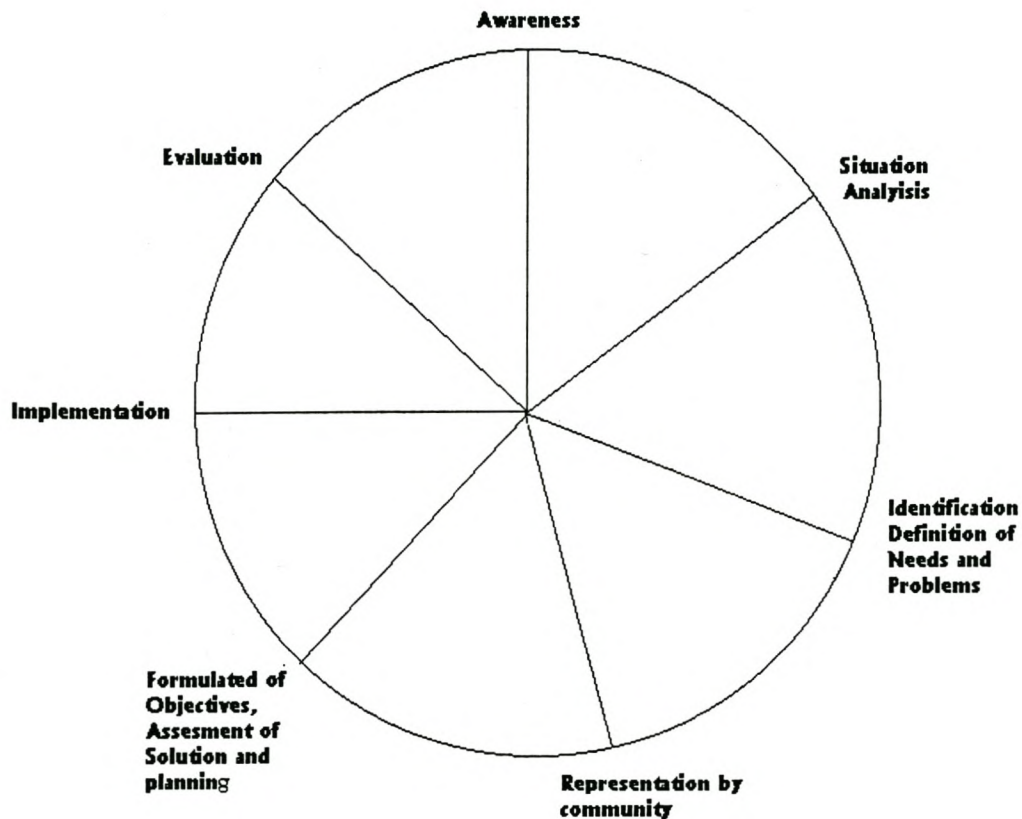 Awareness
Situation
Analyisis
Identification
Definition of
Needs and
Problems
Representation by
community
Formulated of
Objectives,
Assesment of
Solution and
planning
Implementation
Evaluation